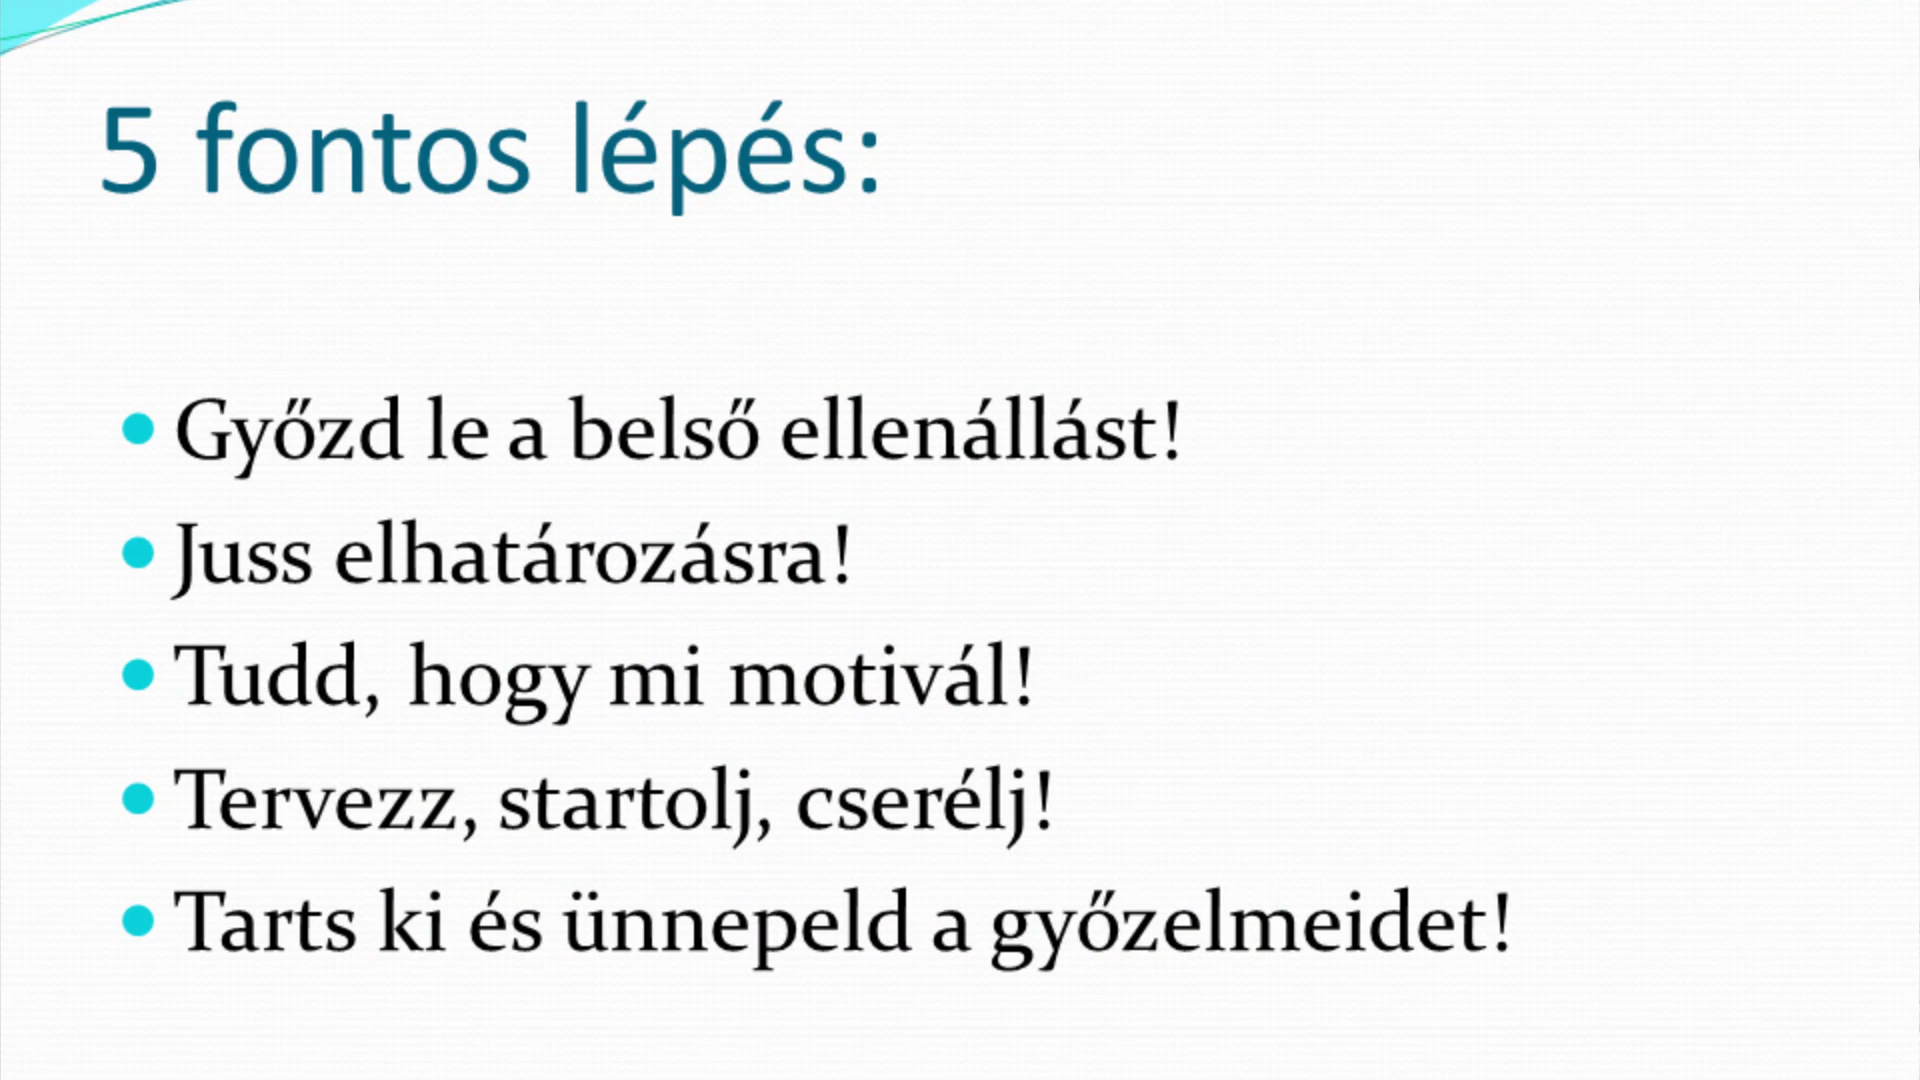 5 fontos lépés:
Győzd le a belső ellenállást!
Juss elhatározásra!
Tudd, hogy mi motivál!
Tervezz, startolj, cserélj!
Tarts ki és ünnepeld a győzelmeidet!